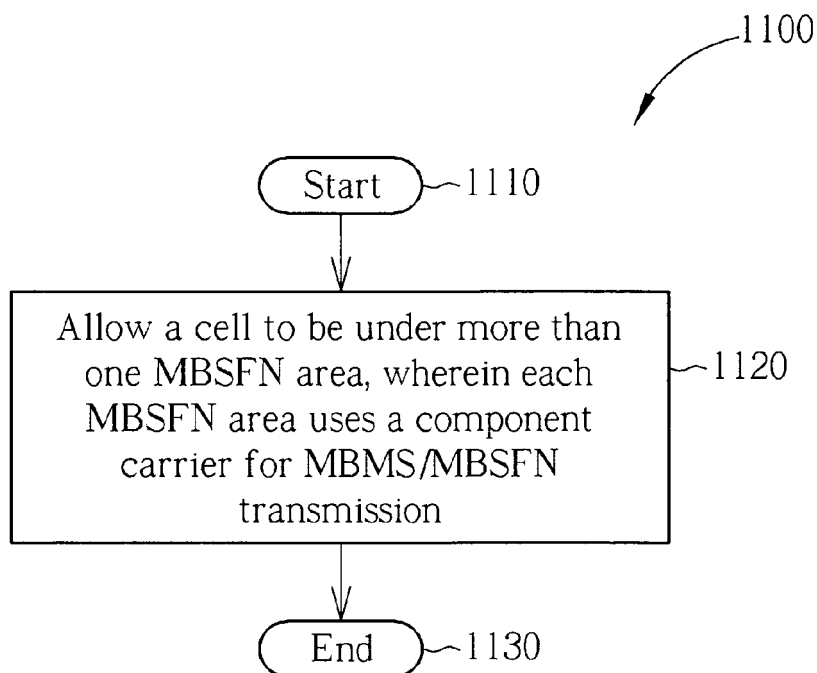 1100
Start
1110
Allow a cell to be under more than
one MBSFN area, wherein each
MBSFN area uses a component
carrier for MBMS/MBSFN
transmission
1120
End
1130